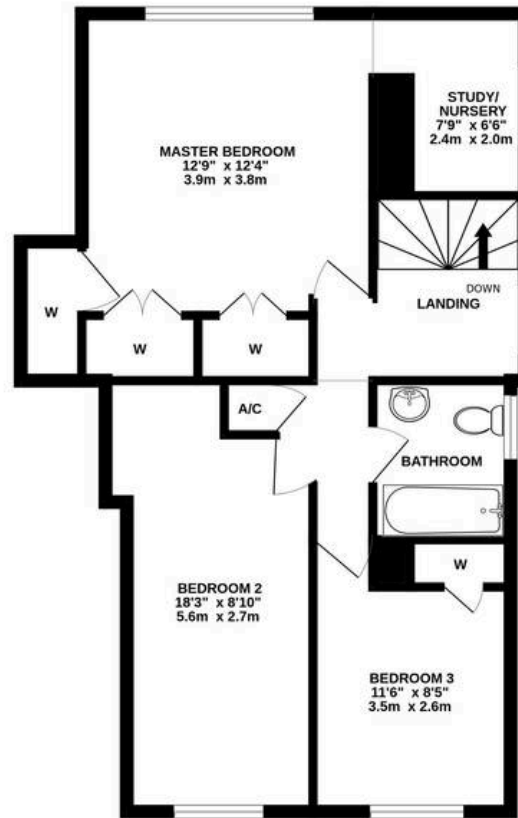 STUDY/
NURSERY
7'9" x 6'6"
2.4m x 2.0m
MASTER BEDROOM
12'9" x 12'4"
3.9m x 3.8m
W
W
W
DOWN
LANDING
A/C
BATHROOM
W
BEDROOM 2
18'3" x 8'10"
5.6m x 2.7m
BEDROOM 3
11'6" x 8'5"
3.5m x 2.6m